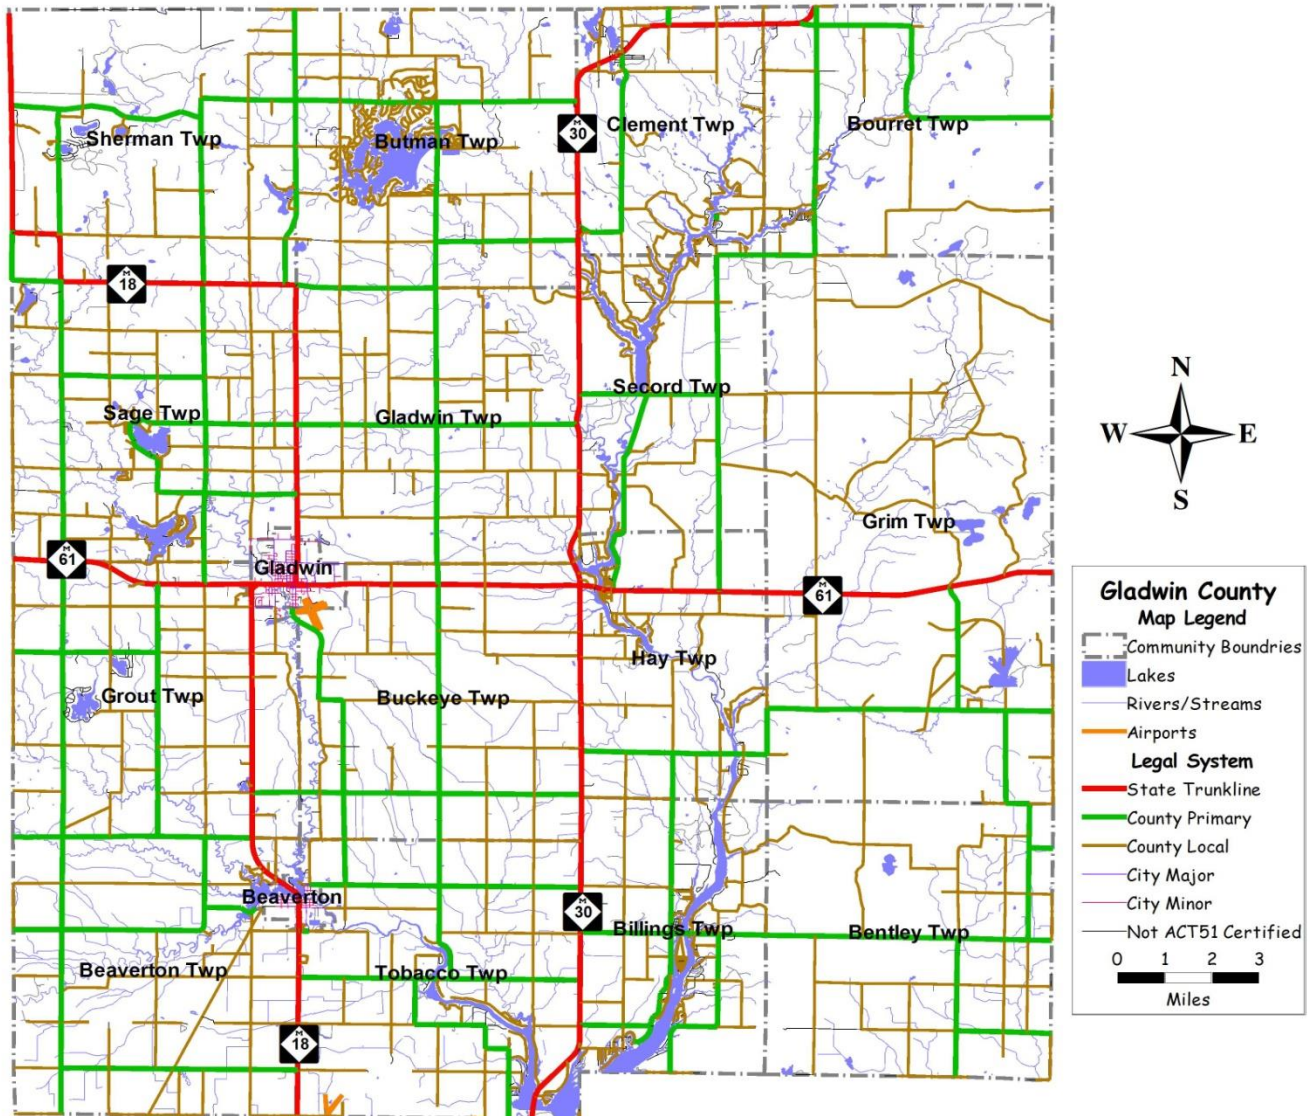 Sherman Twp
Butman Twp
M
30
Clement Twp
Bourret Twp
M
18
Sage Twp
Gladwin Twp
Secord Twp
N
W
E
S
Grim Twp
M
61
Gladwin
M
61
Hay Twp
Grout Twp
Buckeye Twp
Beaverton
M
30
Billings Twp
Bentley Twp
Beaverton Twp
Tobacco Twp
M
18
Gladwin County
Map Legend
Community Boundries
Lakes
Rivers/Streams
Airports
Legal System
State Trunkline
County Primary
County Local
City Major
City Minor
Not ACT51 Certified
0 1 2 3
Miles